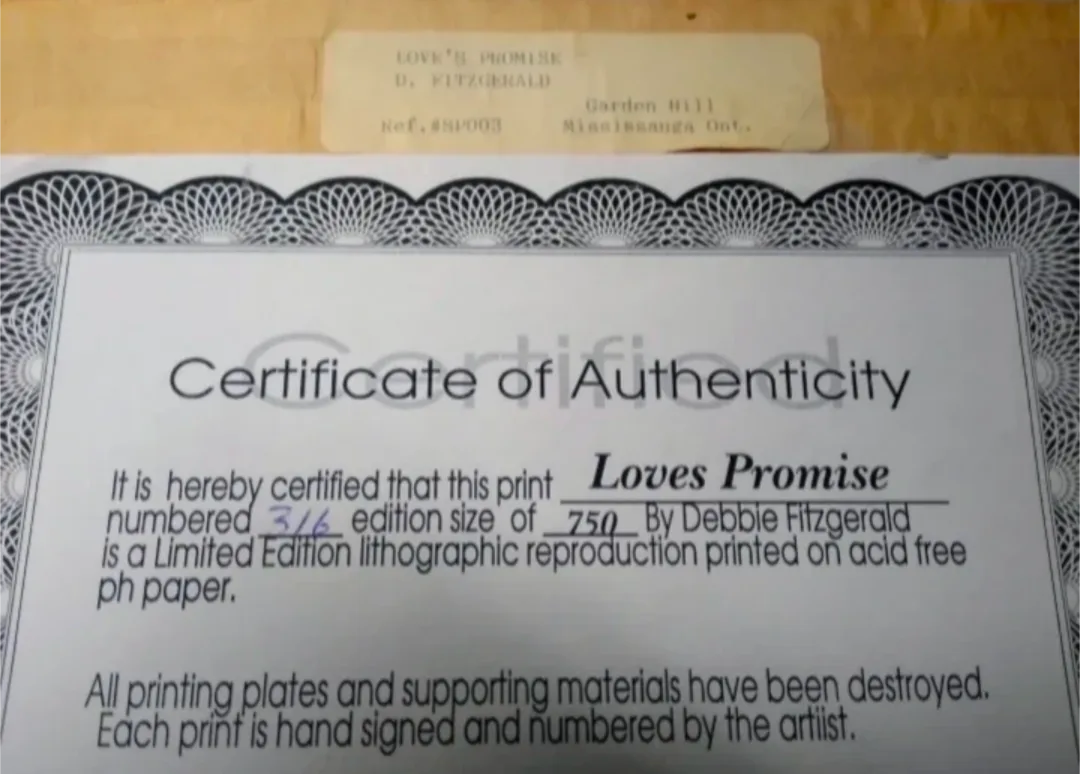 LOVE'S PROMISE
D. FITZGERALD
Garden Hill
Ref.#SP003 Mississauga Ont.
Certified
Certificate of Authenticity
It is hereby certified that this print Loves Promise
numbered 316 edition size of 750 By Debbie Fitzgerald
is a Limited Edition lithographic reproduction printed on acid free
ph paper.
All printing plates and supporting materials have been destroyed.
Each print is hand signed and numbered by the artiist.